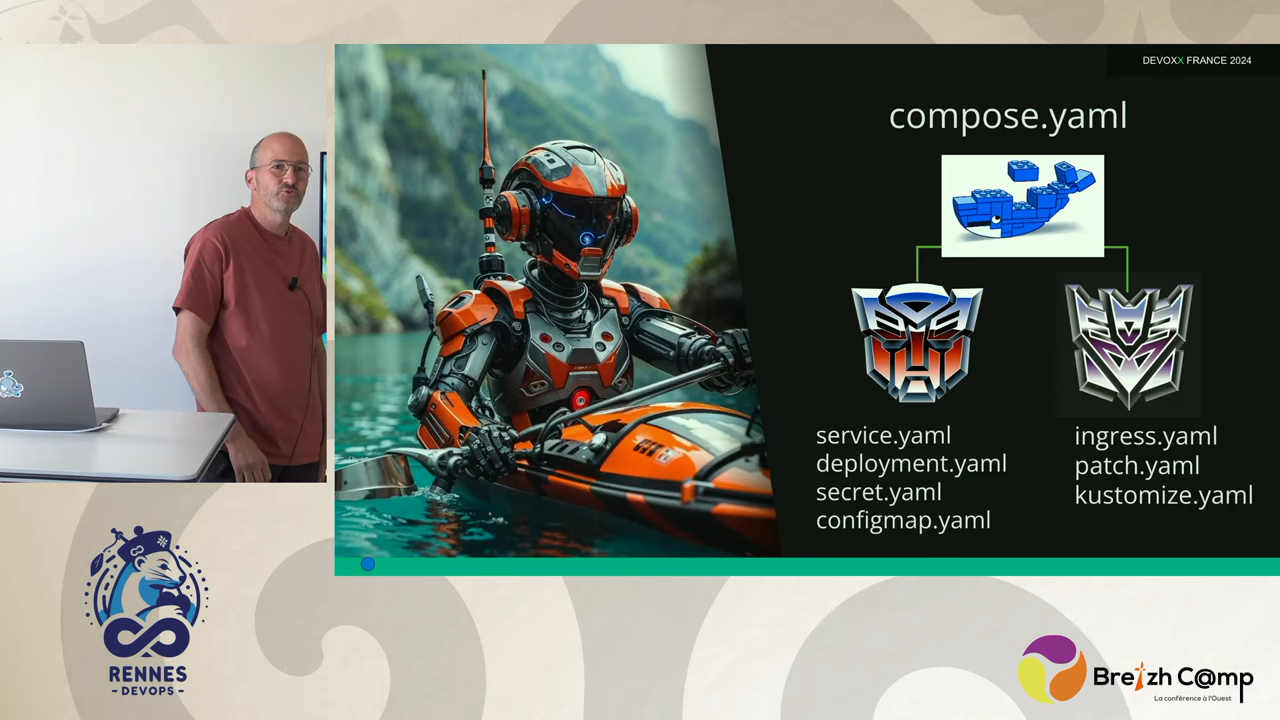 DEVOXX FRANCE 2024
compose.yaml
service.yaml
deployment.yaml
secret.yaml
configmap.yaml
ingress.yaml
patch.yaml
kustomize.yaml
RENNES
- DEVOPS -
Breizh C@mp
La conférence à l'Ouest